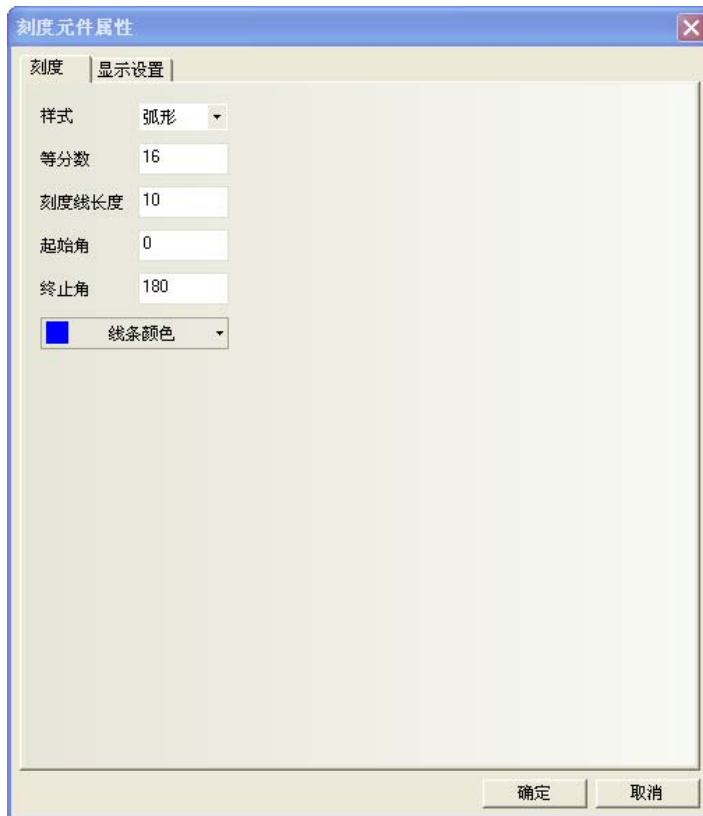 刻度元件属性
刻度 显示设置
样式 弧形
等分数 16
刻度线长度 10
起始角 0
终止角 180
线条颜色
确定 取消